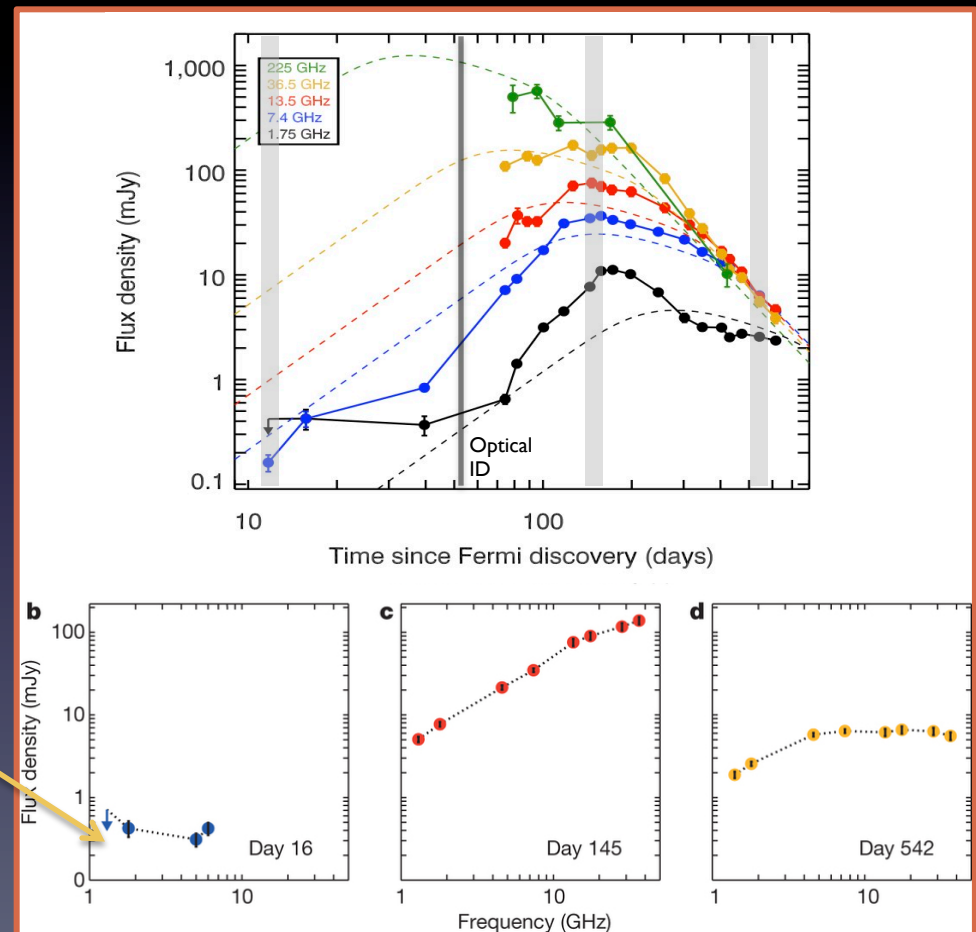 1,000
100
10
1
0.1
Flux density (mJy)
225 GHz
36.5 GHz
13.5 GHz
7.4 GHz
1.75 GHz
Optical
ID
10
100
Time since Fermi discovery (days)
b
c
d
Flux density (mJy)
100
10
1
0
Day 16
Day 145
Day 542
1
10
1
10
1
10
Frequency (GHz)